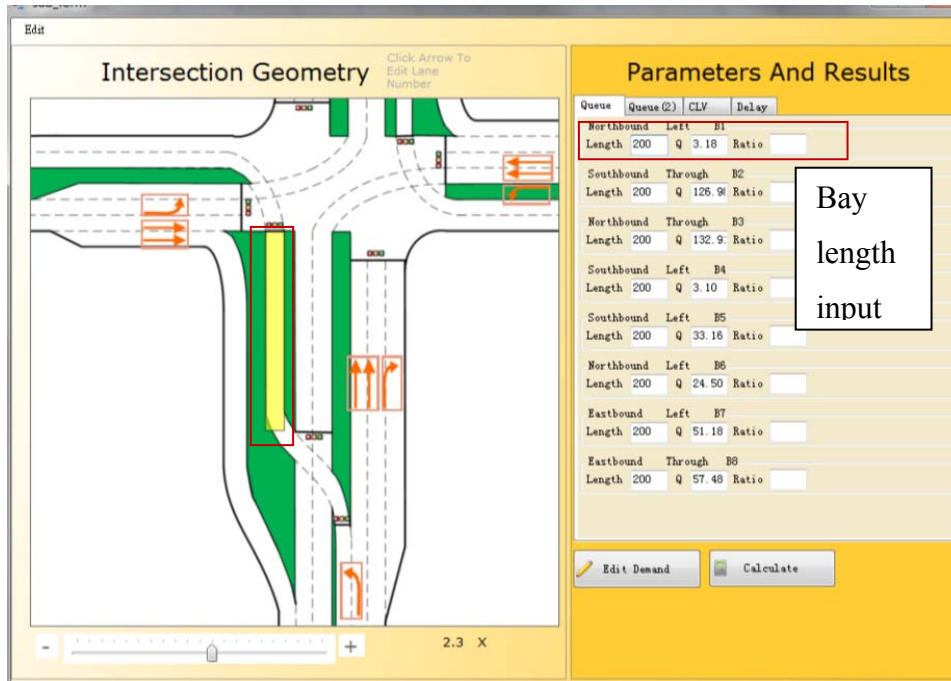 Edit
Intersection Geometry
Click Arrow To
Edit Lane
Number
2.3 X
Parameters And Results
Queue Queue(2) CLV Delay
Northbound Left B1
Length 200 Q 3.18 Ratio
Southbound Through B2
Length 200 Q 126.98 Ratio
Northbound Through B3
Length 200 Q 132.9 Ratio
Southbound Left B4
Length 200 Q 3.10 Ratio
Southbound Left B5
Length 200 Q 33.16 Ratio
Northbound Left B6
Length 200 Q 24.50 Ratio
Eastbound Left B7
Length 200 Q 51.18 Ratio
Eastbound Through B8
Length 200 Q 57.48 Ratio
Bay
length
input
Edit Demand Calculate
- +